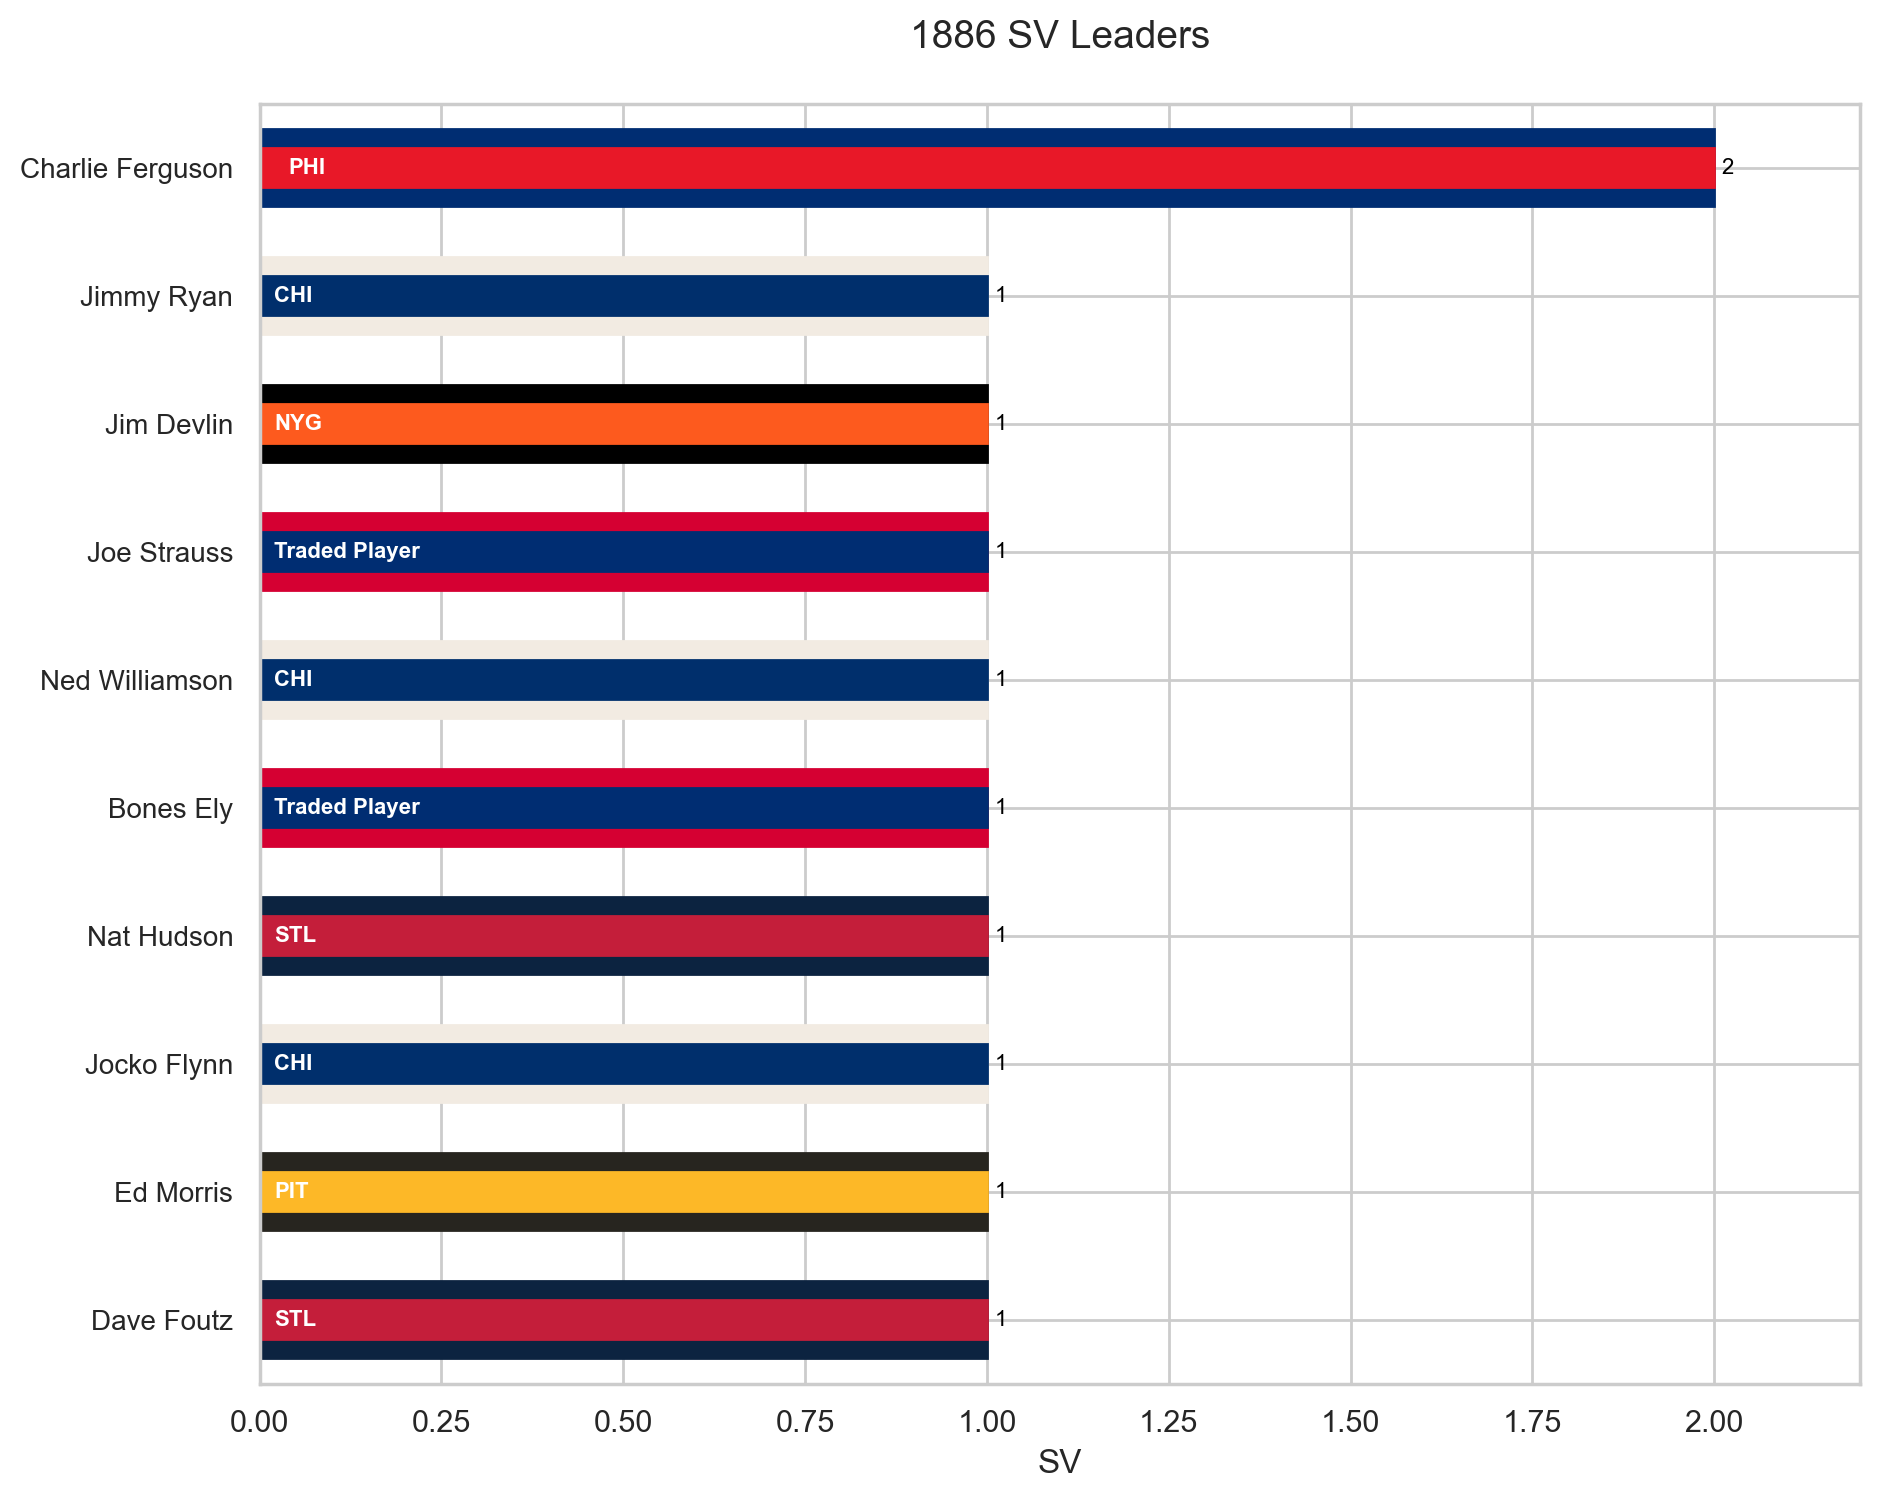 1886 SV Leaders
Charlie Ferguson
PHI
2
Jimmy Ryan
CHI
1
Jim Devlin
NYG
1
Joe Strauss
Traded Player
1
Ned Williamson
CHI
1
Bones Ely
Traded Player
1
Nat Hudson
STL
1
Jocko Flynn
CHI
1
Ed Morris
PIT
1
Dave Foutz
STL
1
0.00 0.25 0.50 0.75 1.00 1.25 1.50 1.75 2.00
SV